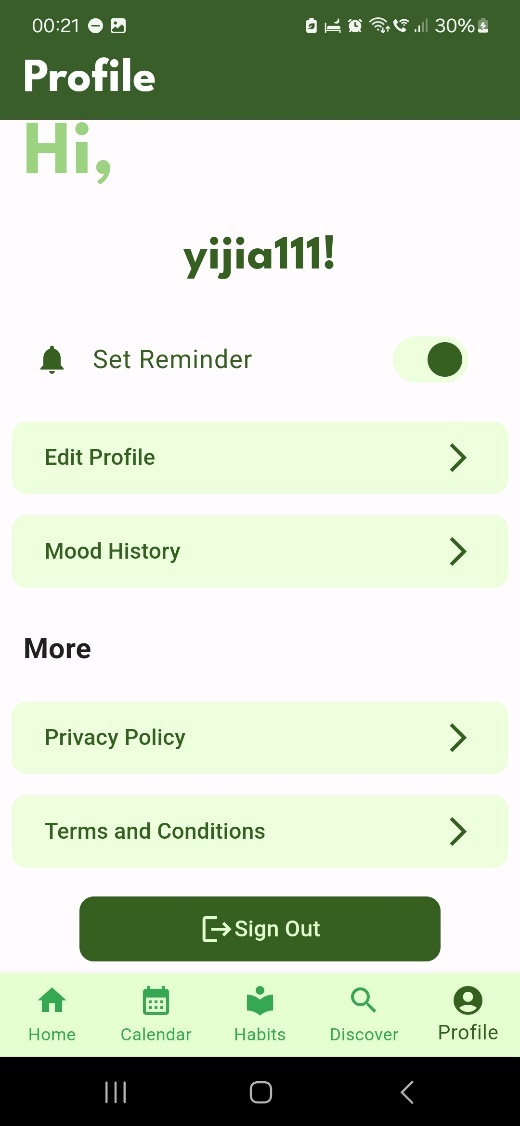 00:21 30%
Profile
Hi,
yijia111!
Set Reminder
Edit Profile
Mood History
More
Privacy Policy
Terms and Conditions
Sign Out
Home Calendar Habits Discover Profile